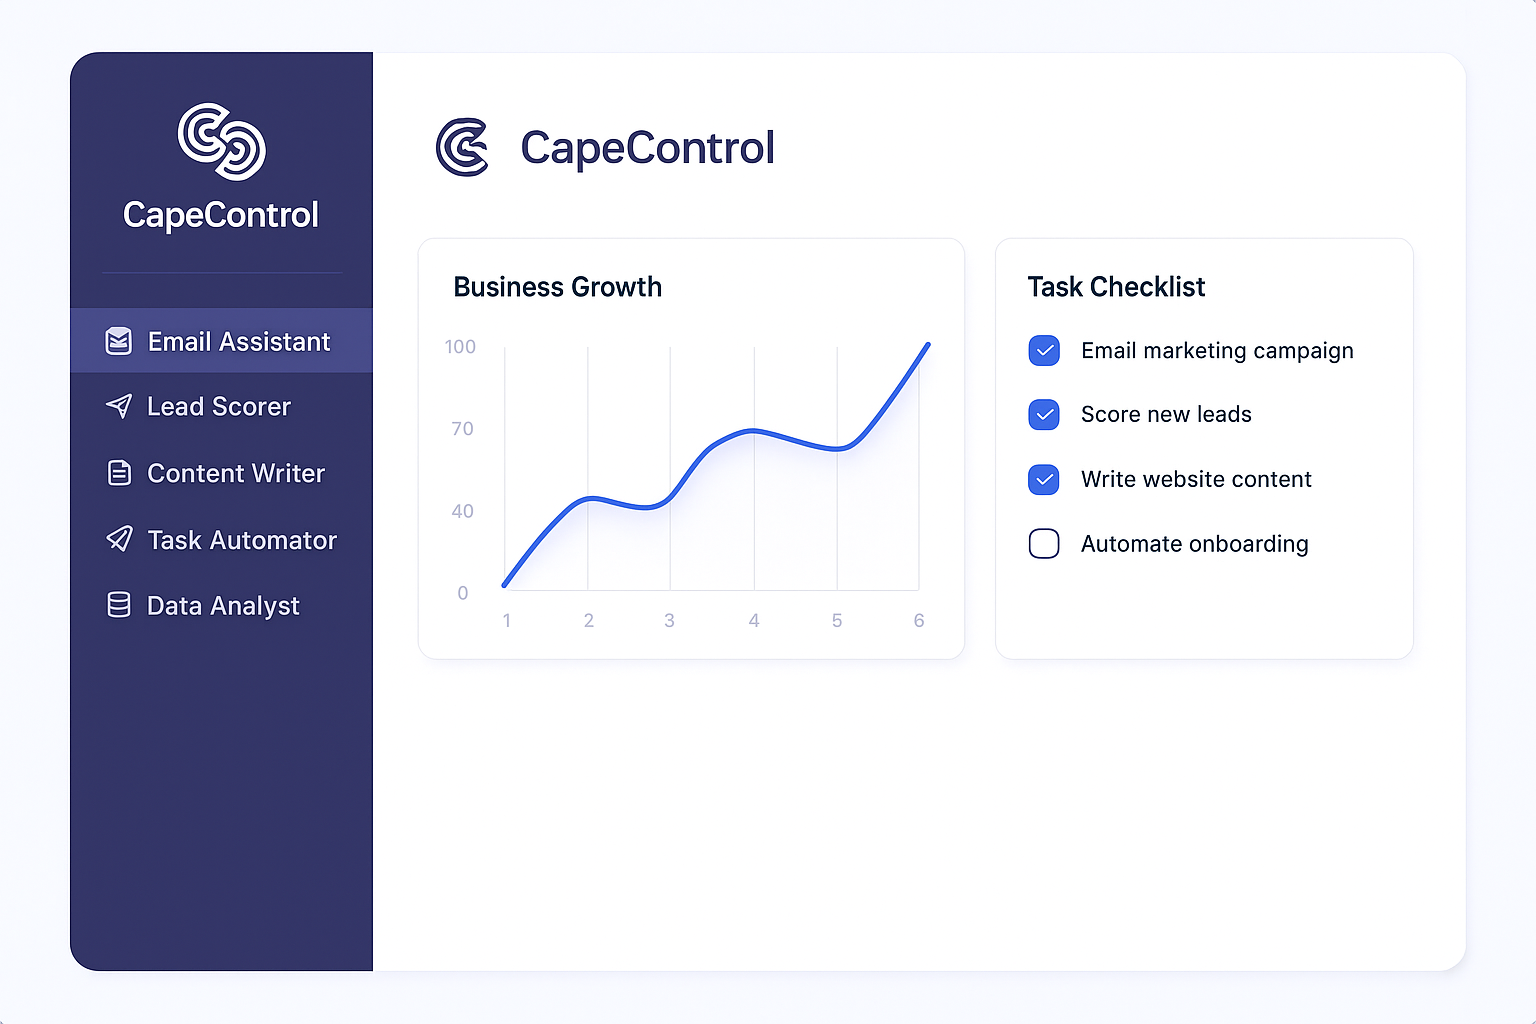 CapeControl
Email Assistant
Lead Scorer
Content Writer
Task Automator
Data Analyst
CapeControl
Business Growth
100
70
40
0
1 2 3 4 5 6
Task Checklist
Email marketing campaign
Score new leads
Write website content
Automate onboarding